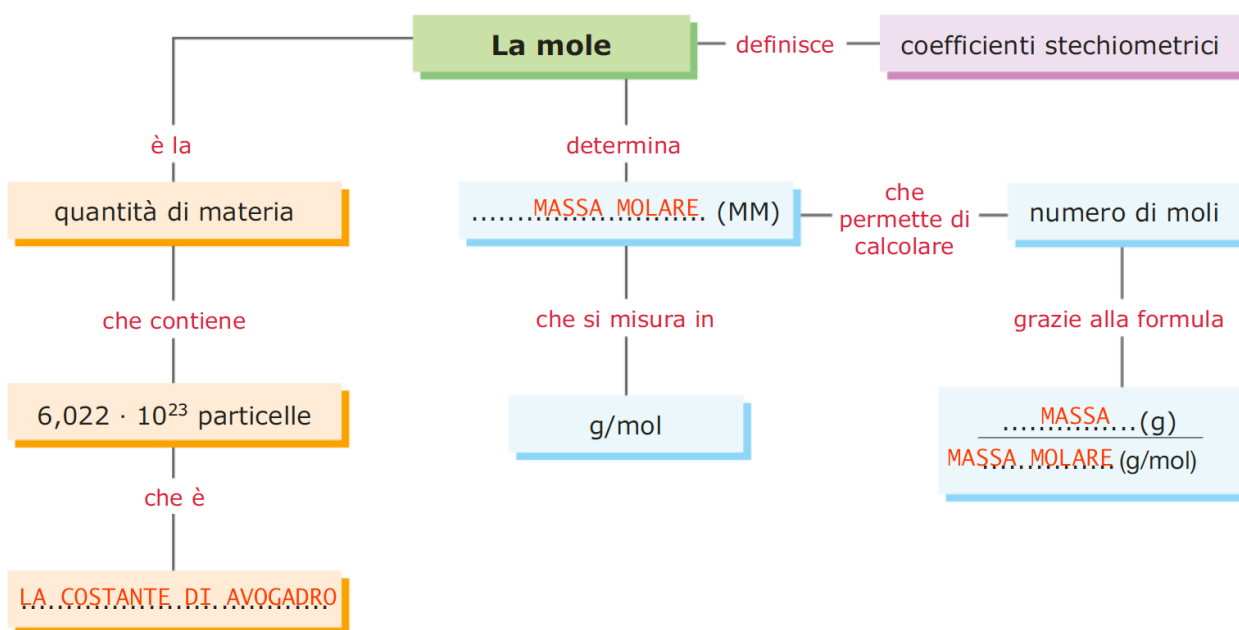 La mole
definisce
coefficienti stechiometrici
è la
determina
quantità di materia
.....MASSA MOLARE. (MM)
che
permette di
calcolare
numero di moli
che contiene
che si misura in
grazie alla formula
6,022 · 10²³ particelle
g/mol
....MASSA....(g)
MASSA MOLARE (g/mol)
che è
LA COSTANTE DI AVOGADRO